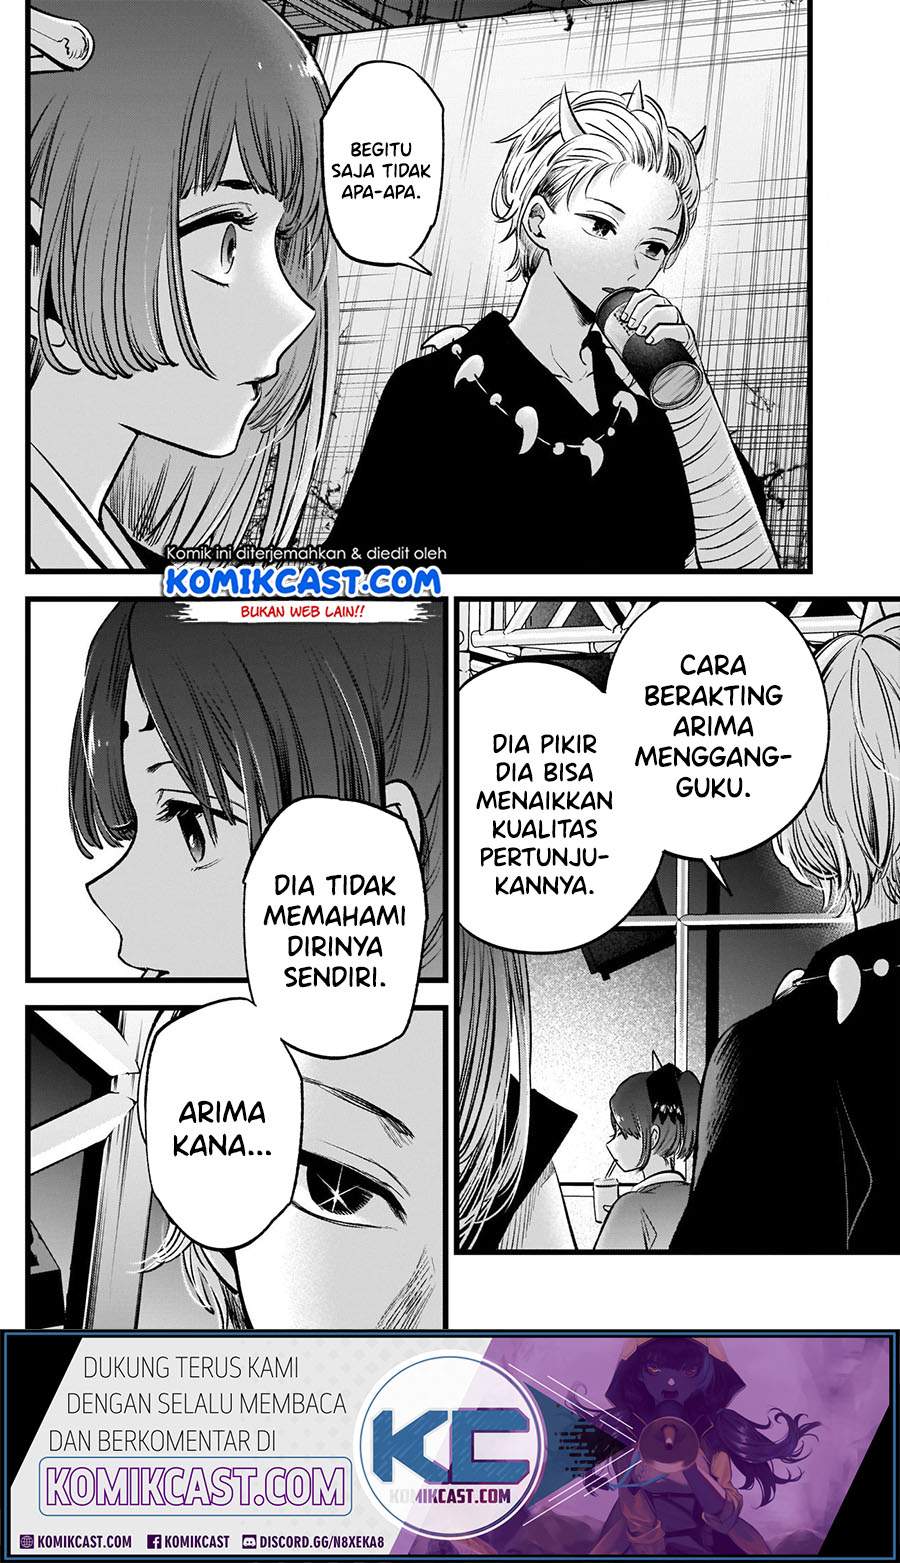 BEGITU
SAJA TIDAK
APA-APA.
Komik ini diterjemahkan & diedit oleh
KOMIKCAST.COM
BUKAN WEB LAIN!!
CARA
BERAKTING
ARIMA
MENGGANG-
GUKU.
DIA PIKIR
DIA BISA
MENAIKKAN
KUALITAS
PERTUNJU-
KANNYA.
DIA TIDAK
MEMAHAMI
DIRINYA
SENDIRI.
ARIMA
KANA...
DUKUNG TERUS KAMI
DENGAN SELALU MEMBACA
DAN BERKOMENTAR DI
KOMIKCAST.COM
KC
KOMIKCAST.COM
KOMIKCAST.COM KOMIKCAST DISCORD.GG/N8XEKA8